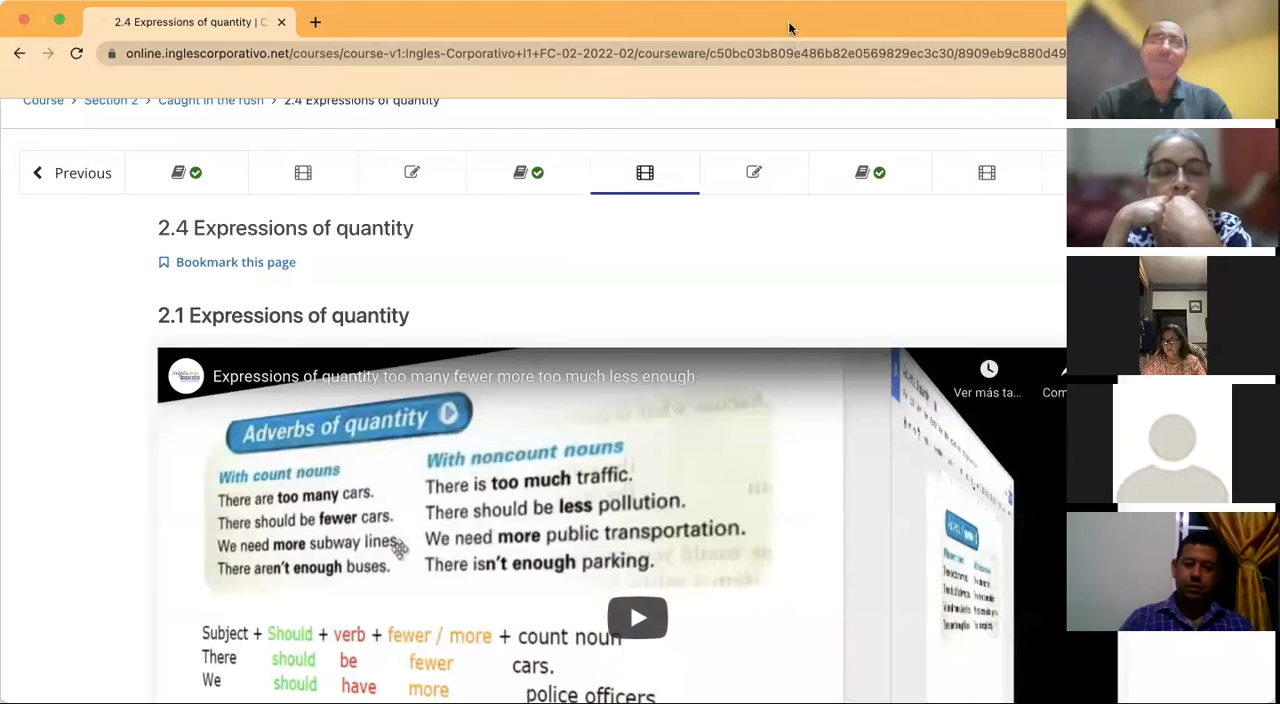 2.4 Expressions of quantity | C
online.inglescorporativo.net/courses/course-v1:Ingles-Corporativo+I1+FC-02-2022-02/courseware/c50bc03b809e486b82e0569829ec3c30/8909eb9c880d49
Course > Section 2 > Caught in the rush > 2.4 Expressions of quantity
Previous
2.4 Expressions of quantity
Bookmark this page
2.1 Expressions of quantity
Expressions of quantity too many fewer more too much less enough
Ver más ta...
Com
Adverbs of quantity
With count nouns
There are too many cars.
There should be fewer cars.
We need more subway lines
There aren't enough buses.
With noncount nouns
There is too much traffic.
There should be less pollution.
We need more public transportation.
There isn't enough parking.
Subject + Should + verb + fewer / more + count noun
There should be fewer cars.
We should have more police officers